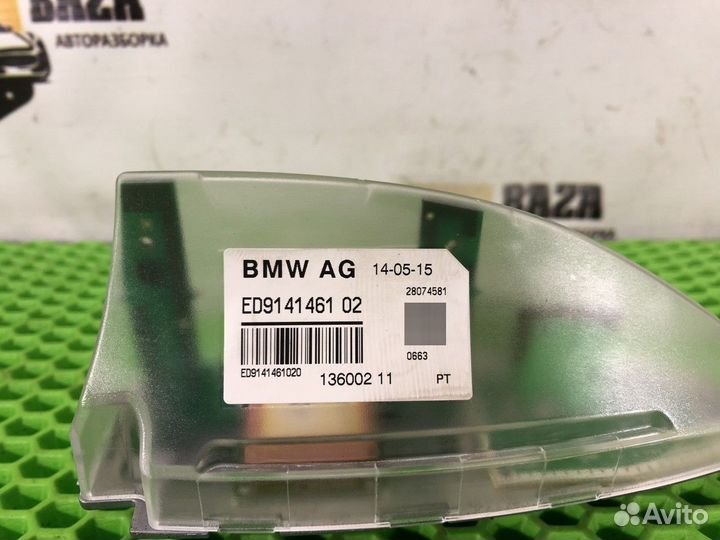 BAZA
АВТОРАЗБОРКА
BAZA
BMW AG 14-05-15
28074581
ED9141461 02
0663
ED9141461020
136002 11 PT
Avito